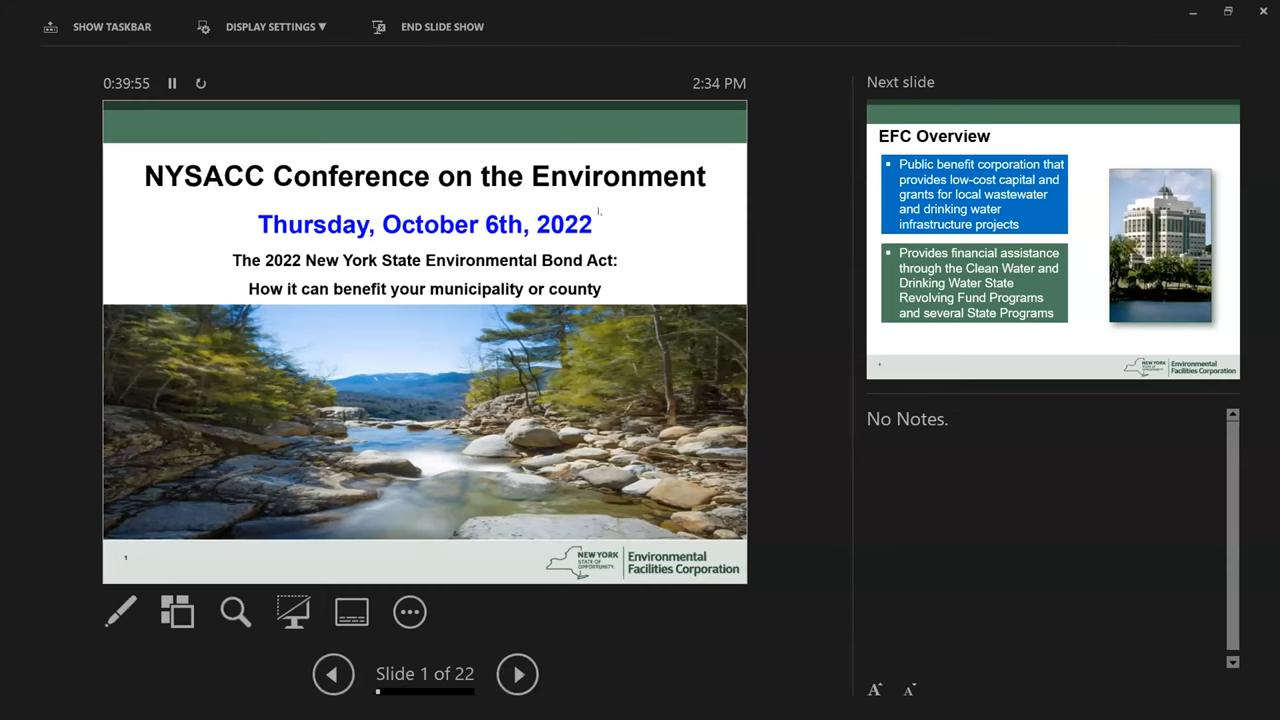 SHOW TASKBAR
DISPLAY SETTINGS ▼
END SLIDE SHOW
0:39:55
2:34 PM
NYSACC Conference on the Environment
Thursday, October 6th, 2022
The 2022 New York State Environmental Bond Act:
How it can benefit your municipality or county
1
NEW YORK
STATE OF
OPPORTUNITY.
Environmental
Facilities Corporation
Slide 1 of 22
Next slide
EFC Overview
▪ Public benefit corporation that
provides low-cost capital and
grants for local wastewater
and drinking water
infrastructure projects
▪ Provides financial assistance
through the Clean Water and
Drinking Water State
Revolving Fund Programs
and several State Programs
NEW YORK
STATE OF
OPPORTUNITY.
Environmental
Facilities Corporation
No Notes.
A A